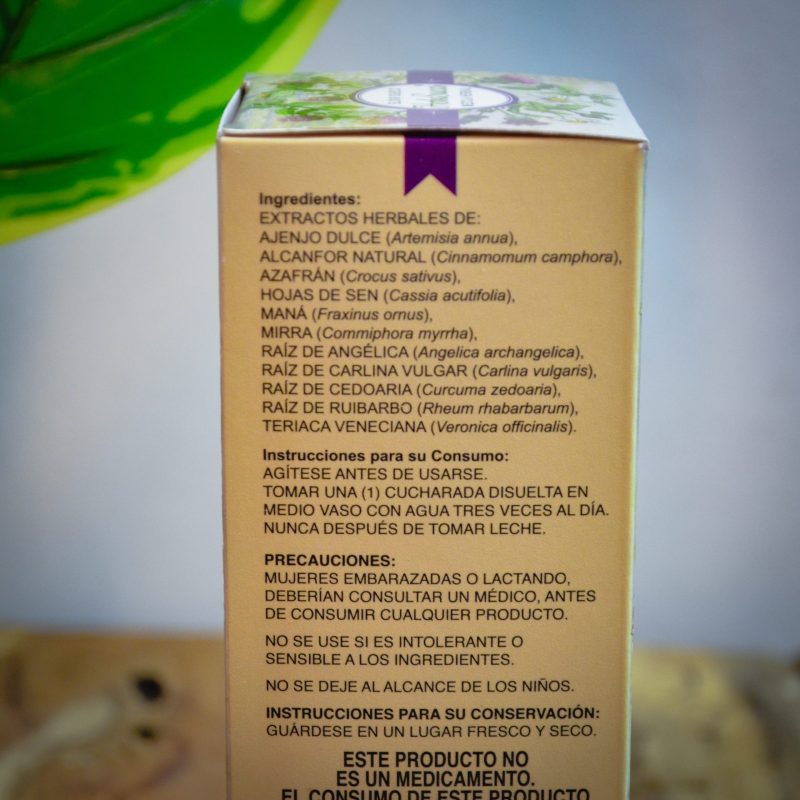 Ingredientes:
EXTRACTOS HERBALES DE:
AJENJO DULCE (Artemisia annua),
ALCANFOR NATURAL (Cinnamomum camphora),
AZAFRÁN (Crocus sativus),
HOJAS DE SEN (Cassia acutifolia),
MANÁ (Fraxinus ornus),
MIRRA (Commiphora myrrha),
RAÍZ DE ANGÉLICA (Angelica archangelica),
RAÍZ DE CARLINA VULGAR (Carlina vulgaris),
RAÍZ DE CEDOARIA (Curcuma zedoaria),
RAÍZ DE RUIBARBO (Rheum rhabarbarum),
TERIACA VENECIANA (Veronica officinalis).
Instrucciones para su Consumo:
AGÍTESE ANTES DE USARSE.
TOMAR UNA (1) CUCHARADA DISUELTA EN
MEDIO VASO CON AGUA TRES VECES AL DÍA.
NUNCA DESPUÉS DE TOMAR LECHE.
PRECAUCIONES:
MUJERES EMBARAZADAS O LACTANDO,
DEBERÍAN CONSULTAR UN MÉDICO, ANTES
DE CONSUMIR CUALQUIER PRODUCTO.
NO SE USE SI ES INTOLERANTE O
SENSIBLE A LOS INGREDIENTES.
NO SE DEJE AL ALCANCE DE LOS NIÑOS.
INSTRUCCIONES PARA SU CONSERVACIÓN:
GUÁRDESE EN UN LUGAR FRESCO Y SECO.
ESTE PRODUCTO NO
ES UN MEDICAMENTO.
EL CONSUMO DE ESTE PRODUCTO